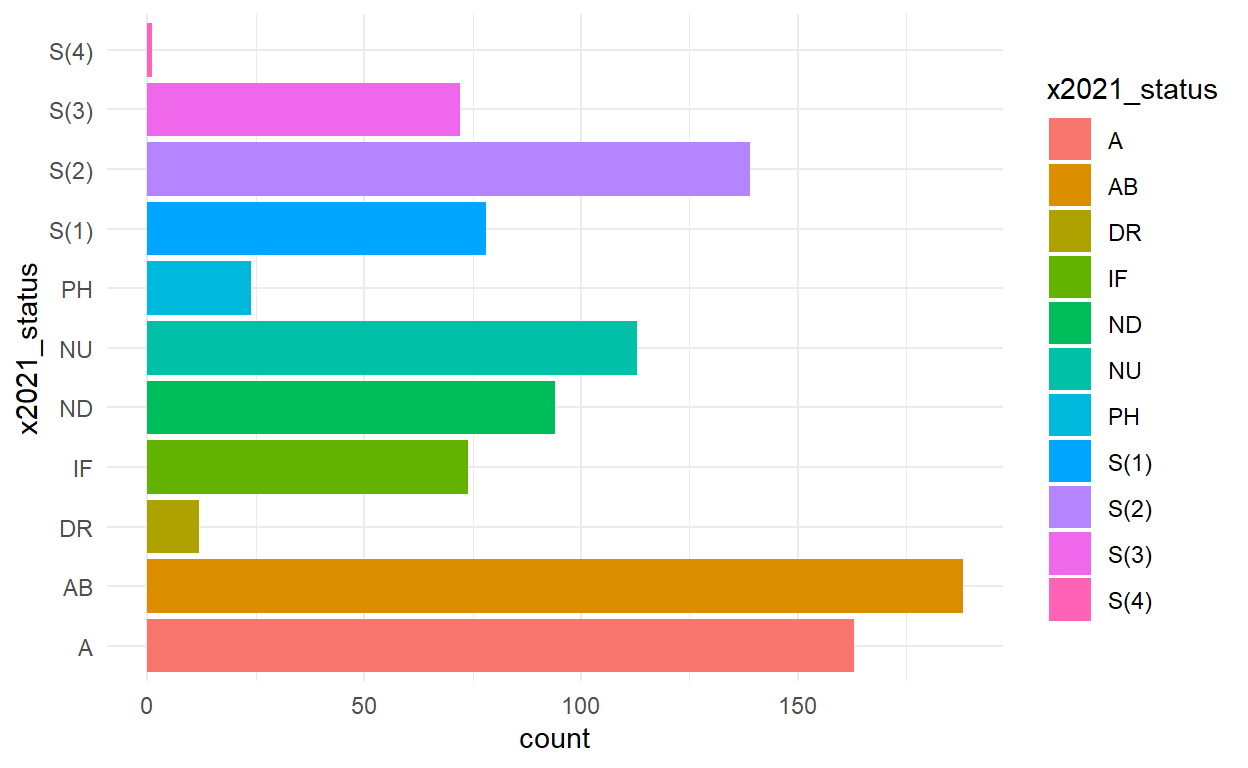 S(4)
S(3)
S(2)
S(1)
PH
NU
ND
IF
DR
AB
A
x2021_status
0 50 100 150
count
x2021_status
A
AB
DR
IF
ND
NU
PH
S(1)
S(2)
S(3)
S(4)